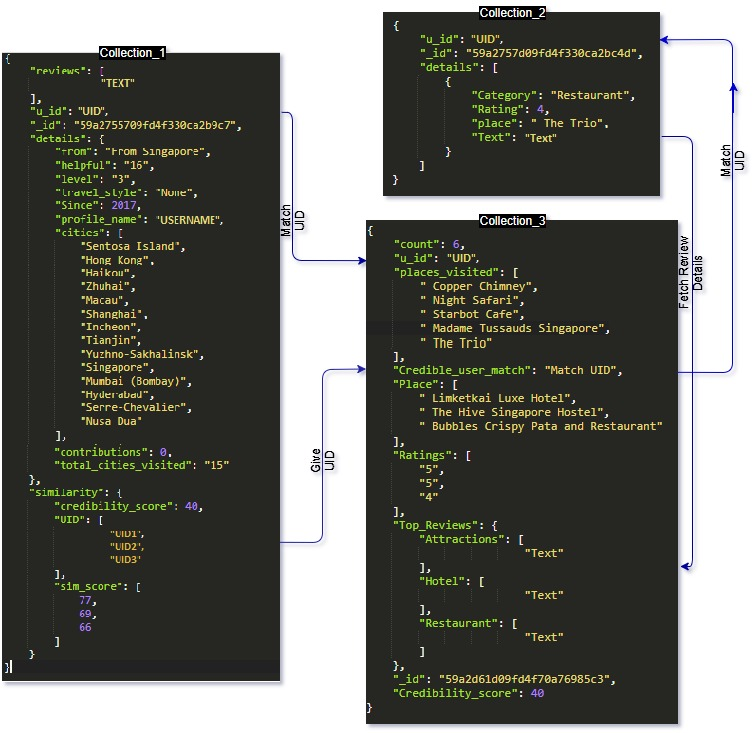 Collection_1
{
"reviews": [
"TEXT"
],
"u_id": "UID",
"_id": "59a2755709fd4f330ca2b9c7",
"details": {
"from": "From Singapore",
"helpful": "16",
"level": "3",
"travel_style": "None",
"Since": 2017,
"profile_name": "USERNAME",
"cities": [
"Sentosa Island",
"Hong Kong",
"Haikou",
"Zhuhai",
"Macau",
"Shanghai",
"Incheon",
"Tianjin",
"Yuzhno-Sakhalinsk",
"Singapore",
"Mumbai (Bombay)",
"Hyderabad",
"Serre-Chevalier",
"Nusa Dua"
],
"contributions": 0,
"total_cities_visited": "15"
},
"similarity": {
"credibility_score": 40,
"UID": [
"UID1",
"UID2",
"UID3"
],
"sim_score": [
77,
69,
66
]
}
}
Match
UID
Give
UID
Collection_2
{
"u_id": "UID",
"_id": "59a2757d09fd4f330ca2bc4d",
"details": [
{
"Category": "Restaurant",
"Rating": 4,
"place": " The Trio",
"Text": "Text"
}
]
}
Collection_3
{
"count": 6,
"u_id": "UID",
"places_visited": [
" Copper Chimney",
" Night Safari",
" Starbot Cafe",
" Madame Tussauds Singapore",
" The Trio"
],
"Credible_user_match": "Match UID",
"Place": [
" Limketkai Luxe Hotel",
" The Hive Singapore Hostel",
" Bubbles Crispy Pata and Restaurant"
],
"Ratings": [
"5",
"5",
"4"
],
"Top_Reviews": {
"Attractions": [
"Text"
],
"Hotel": [
"Text"
],
"Restaurant": [
"Text"
]
},
"_id": "59a2d61d09fd4f70a76985c3",
"Credibility_score": 40
}
Fetch Review
Details
Match
UID